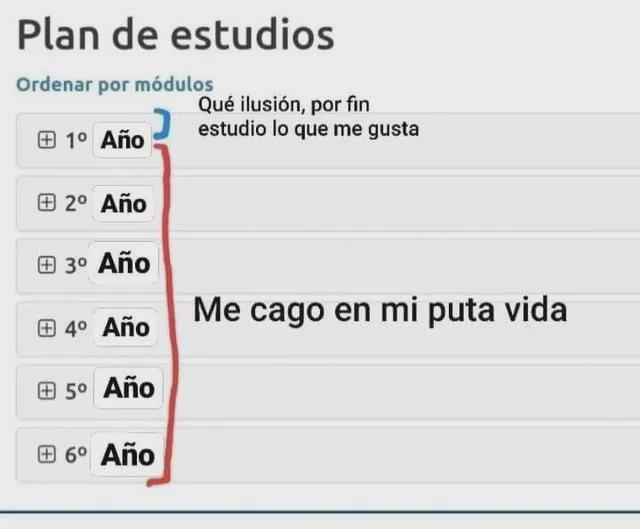 Plan de estudios
Ordenar por módulos
Qué ilusión, por fin
estudio lo que me gusta
1º Año
2º Año
3º Año
Me cago en mi puta vida
4º Año
5º Año
6º Año